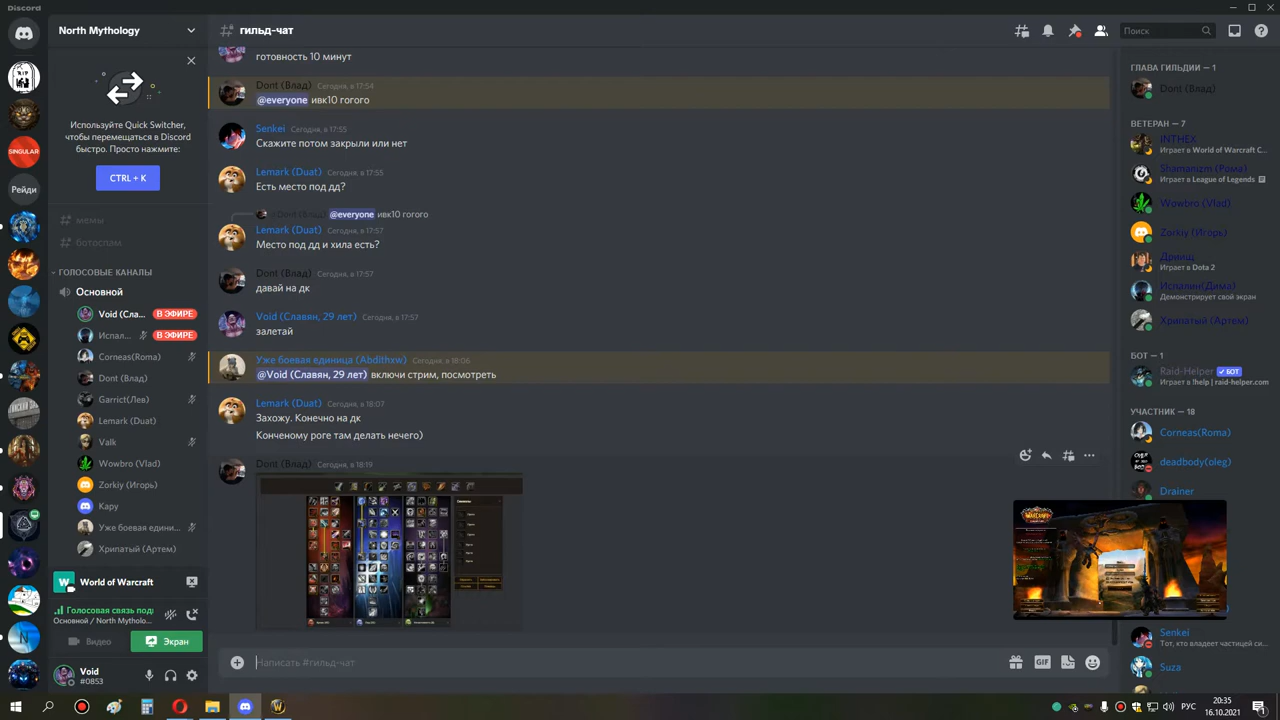 Discord
North Mythology
Используйте Quick Switcher,
чтобы перемещаться в Discord
быстро. Просто нажмите:
CTRL + K
SINGULAR
Рейди
мемы
ботоспам
ГОЛОСОВЫЕ КАНАЛЫ
Основной
Void (Сла...
В ЭФИРЕ
Испал...
В ЭФИРЕ
Corneas(Roma)
Dont (Влад)
Garrict(Лев)
Lemark (Duat)
Valk
Wowbro (Vlad)
Zorkiy (Игорь)
Кару
Уже боевая едини...
Хрипатый (Артем)
World of Warcraft
Голосовая связь под
Основной / North Mytholo...
Видео
Экран
Void
#0853
гильд-чат
Поиск
готовность 10 минут
Dont (Влад) Сегодня, в 17:54
@everyone ивк10 гогого
Senkei Сегодня, в 17:55
Скажите потом закрыли или нет
Lemark (Duat) Сегодня, в 17:55
Есть место под дд?
Dont (Влад) @everyone ивк10 гогого
Lemark (Duat) Сегодня, в 17:57
Место под дд и хила есть?
Dont (Влад) Сегодня, в 17:57
давай на дк
Void (Славян, 29 лет) Сегодня, в 17:57
залетай
Уже боевая единица (Abdithxw) Сегодня, в 18:06
@Void (Славян, 29 лет) включи стрим, посмотреть
Lemark (Duat) Сегодня, в 18:07
Захожу. Конечно на дк
Конченому роге там делать нечего)
Dont (Влад) Сегодня, в 18:19
Написать #гильд-чат
GIF
ГЛАВА ГИЛЬДИИ — 1
Dont (Влад)
ВЕТЕРАН — 7
INTHEX
Играет в World of Warcraft C...
Shamanzm (Рома)
Играет в League of Legends
Wowbro (Vlad)
Zorkiy (Игорь)
Дрищ
Играет в Dota 2
Испалин(Дима)
Демонстрирует свой экран
Хрипатый (Артем)
БОТ — 1
Raid-Helper ✓ БОТ
Играет в !help | raid-helper.com
УЧАСТНИК — 18
Corneas(Roma)
deadbody(oleg)
Drainer
WARCRAFT
Senkei
Тот, кто владеет частицей си...
Suza
РУС
20:35
16.10.2021